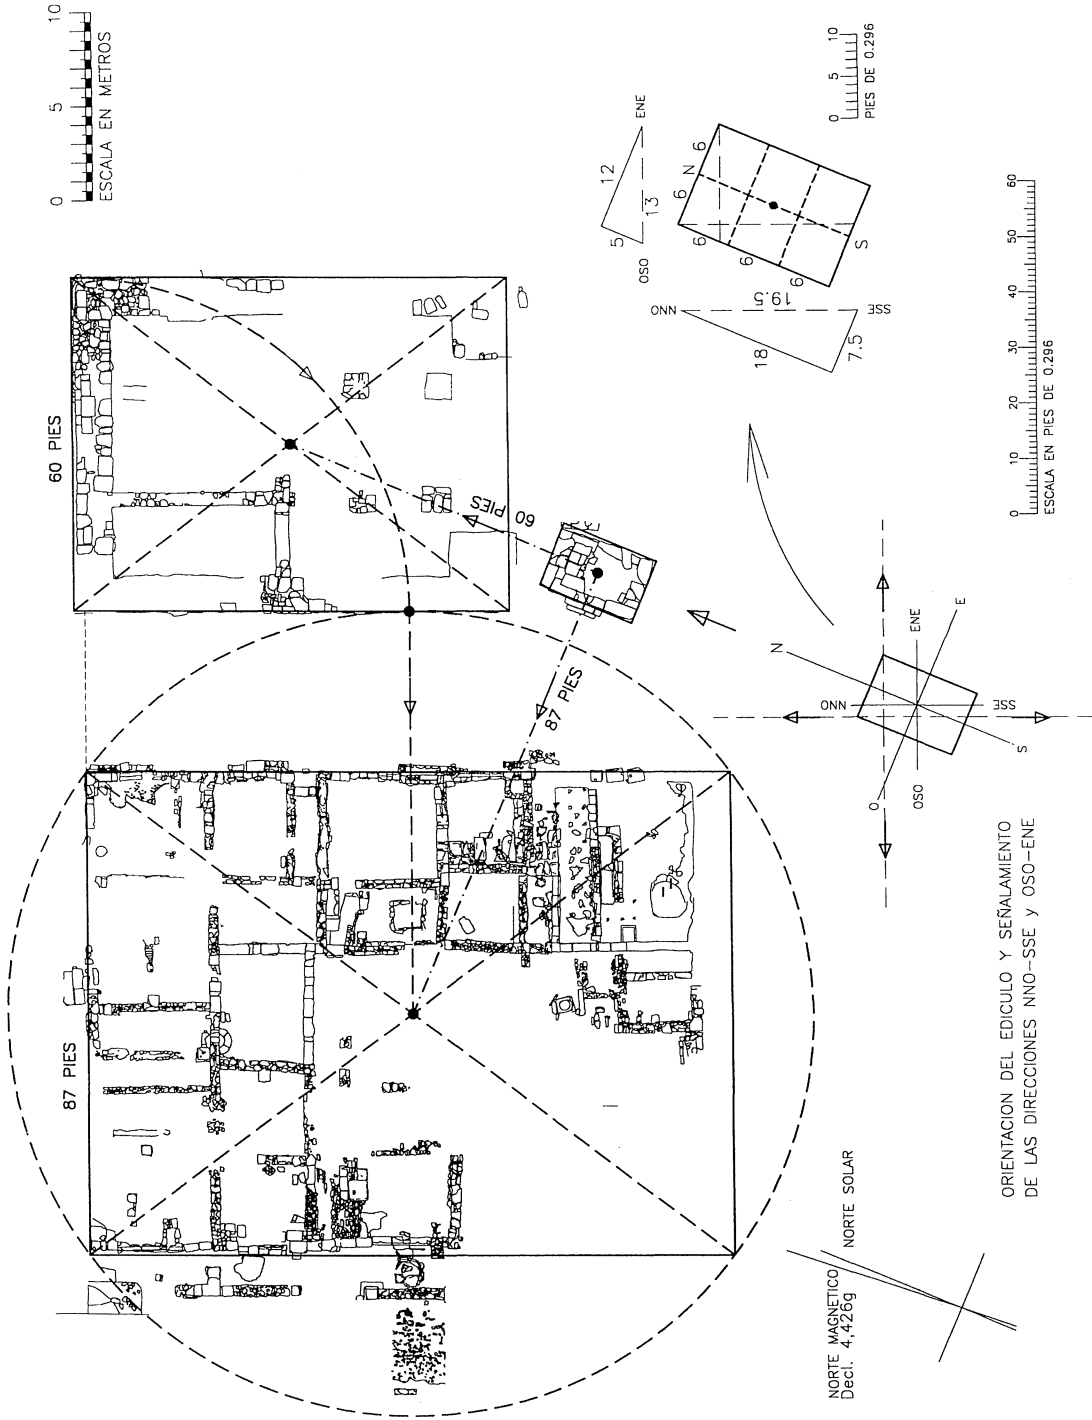 0 5 10
ESCALA EN METROS
60 PIES
60 PIES
87 PIES
87 PIES
12
5
13
OSO
ENE
6 N 6
6
6
6
S
0 5 10
PIES DE 0.296
NNO
18
19.5
7.5
SSE
0 10 20 30 40 50 60
ESCALA EN PIES DE 0.296
N
NNO
ENE
E
O
OSO
SSE
S
NORTE MAGNETICO
Decl. 4,426g
NORTE SOLAR
ORIENTACION DEL EDICULO Y SEÑALAMIENTO
DE LAS DIRECCIONES NNO-SSE y OSO-ENE